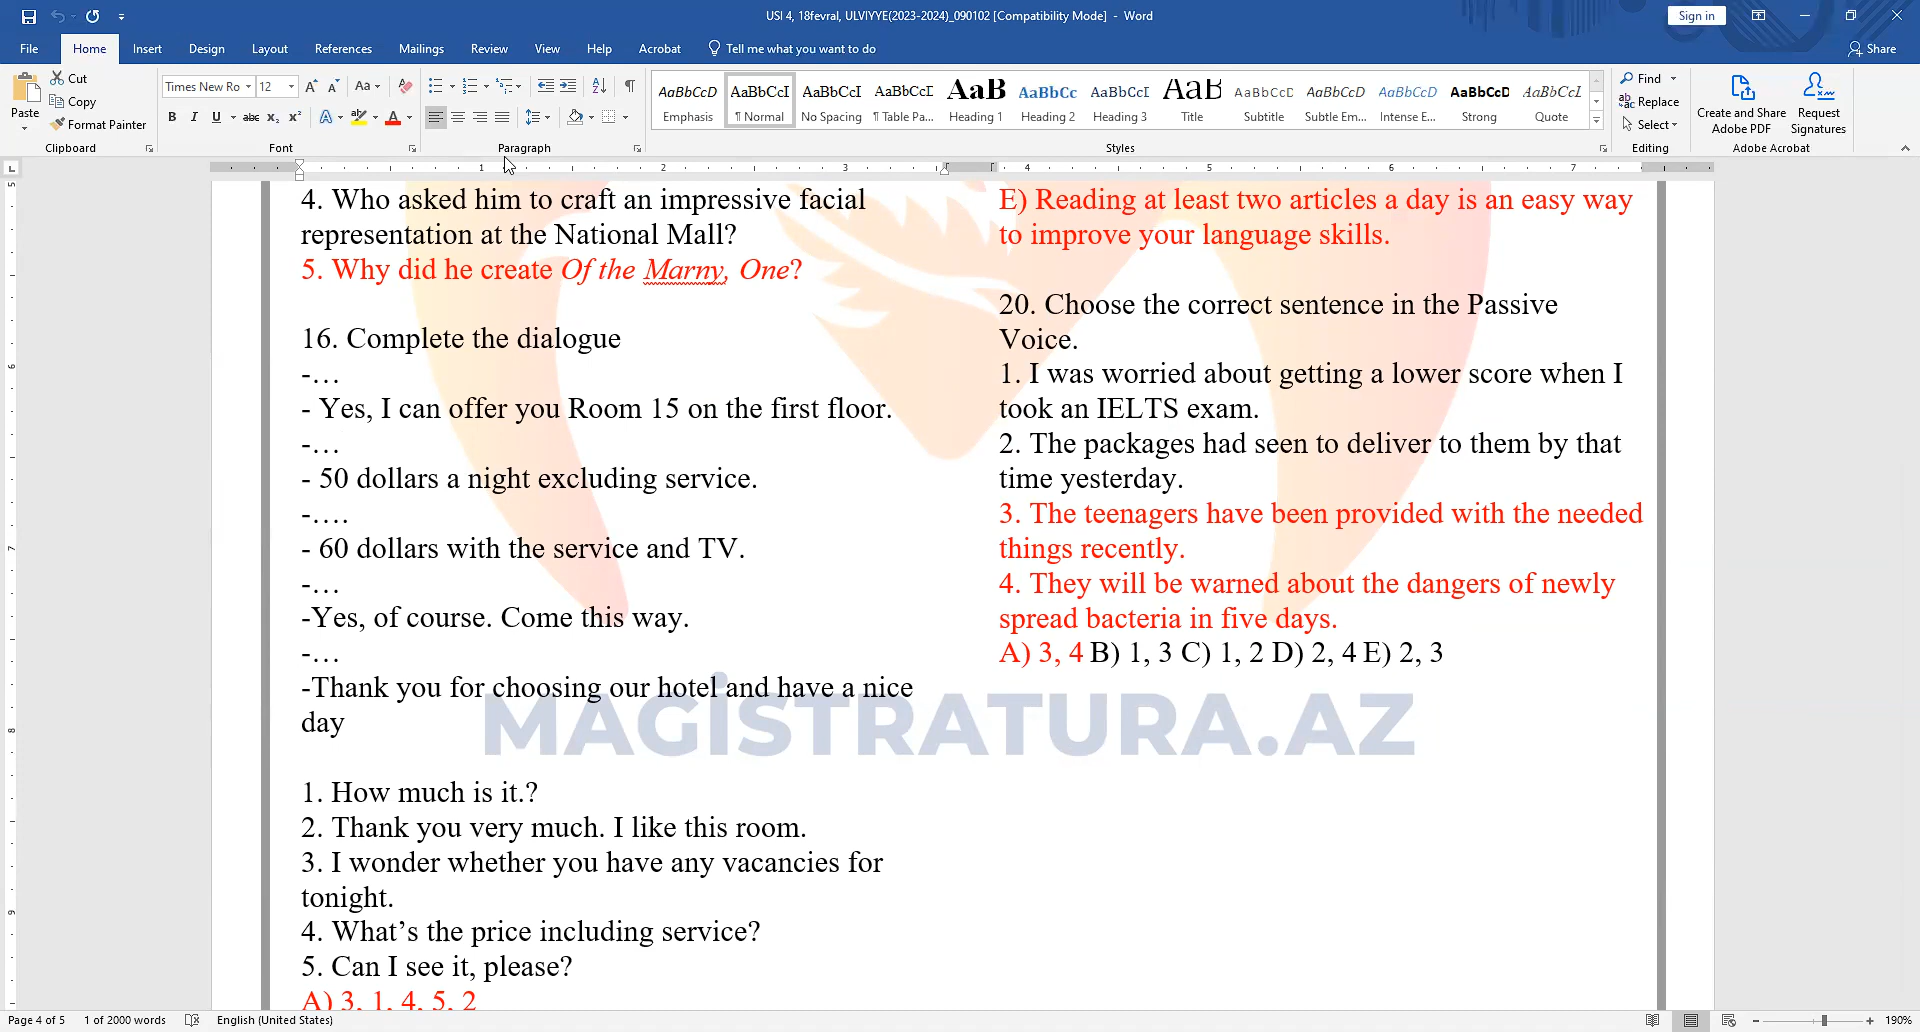 USI 4, 18fevral, ULVIYYE(2023-2024)_090102 [Compatibility Mode] - Word
Sign in
File Home Insert Design Layout References Mailings Review View Help Acrobat Tell me what you want to do
Share
Paste
Cut
Copy
Format Painter
Clipboard
Times New Ro 12
Font
Paragraph
AaBbCcD AaBbCcI AaBbCcI AaBbCcI AaB AaBbCc AaBbCcI AaB AaBbCcD AaBbCcD AaBbCcD AaBbCcD AaBbCcI
Emphasis ¶ Normal No Spacing ¶ Table Pa... Heading 1 Heading 2 Heading 3 Title Subtitle Subtle Em... Intense E... Strong Quote
Styles
Find
Replace
Select
Editing
Create and Share Adobe PDF
Request Signatures
Adobe Acrobat
1 2 3 4 5 6 7
5
6
7
8
9
4. Who asked him to craft an impressive facial
representation at the National Mall?
5. Why did he create Of the Marny, One?
16. Complete the dialogue
-…
- Yes, I can offer you Room 15 on the first floor.
-…
- 50 dollars a night excluding service.
-….
- 60 dollars with the service and TV.
-…
-Yes, of course. Come this way.
-…
-Thank you for choosing our hotel and have a nice
day
1. How much is it.?
2. Thank you very much. I like this room.
3. I wonder whether you have any vacancies for
tonight.
4. What’s the price including service?
5. Can I see it, please?
A) 3, 1, 4, 5, 2
E) Reading at least two articles a day is an easy way
to improve your language skills.
20. Choose the correct sentence in the Passive
Voice.
1. I was worried about getting a lower score when I
took an IELTS exam.
2. The packages had seen to deliver to them by that
time yesterday.
3. The teenagers have been provided with the needed
things recently.
4. They will be warned about the dangers of newly
spread bacteria in five days.
A) 3, 4 B) 1, 3 C) 1, 2 D) 2, 4 E) 2, 3
MAGİSTRATURA.AZ
Page 4 of 5 1 of 2000 words English (United States)
190%